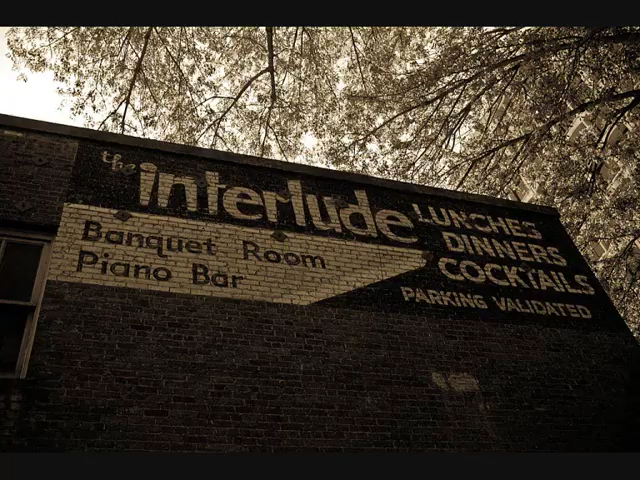 the interlude
Banquet Room
Piano Bar
LUNCHES
DINNERS
COCKTAILS
PARKING VALIDATED